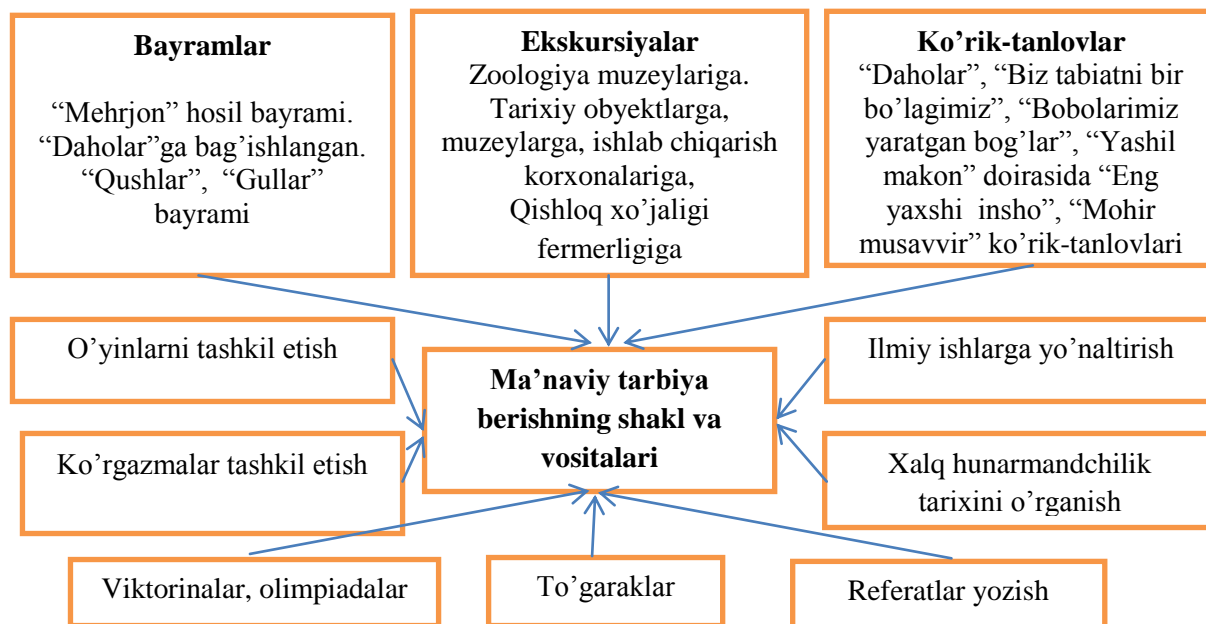 Bayramlar
“Mehrjon” hosil bayrami.
“Daholar”ga bag’ishlangan.
“Qushlar”, “Gullar”
bayrami
Ekskursiyalar
Zoologiya muzeylariga.
Tarixiy obyektlarga,
muzeylarga, ishlab chiqarish
korxonalariga,
Qishloq xo’jaligi
fermerligiga
Ko’rik-tanlovlar
“Daholar”, “Biz tabiatni bir
bo’lagimiz”, “Bobolarimiz
yaratgan bog’lar”, “Yashil
makon” doirasida “Eng
yaxshi insho”, “Mohir
musavvir” ko’rik-tanlovlari
O’yinlarni tashkil etish
Ma’naviy tarbiya
berishning shakl va
vositalari
Ilmiy ishlarga yo’naltirish
Ko’rgazmalar tashkil etish
Xalq hunarmandchilik
tarixini o’rganish
Viktorinalar, olimpiadalar
To’garaklar
Referatlar yozish